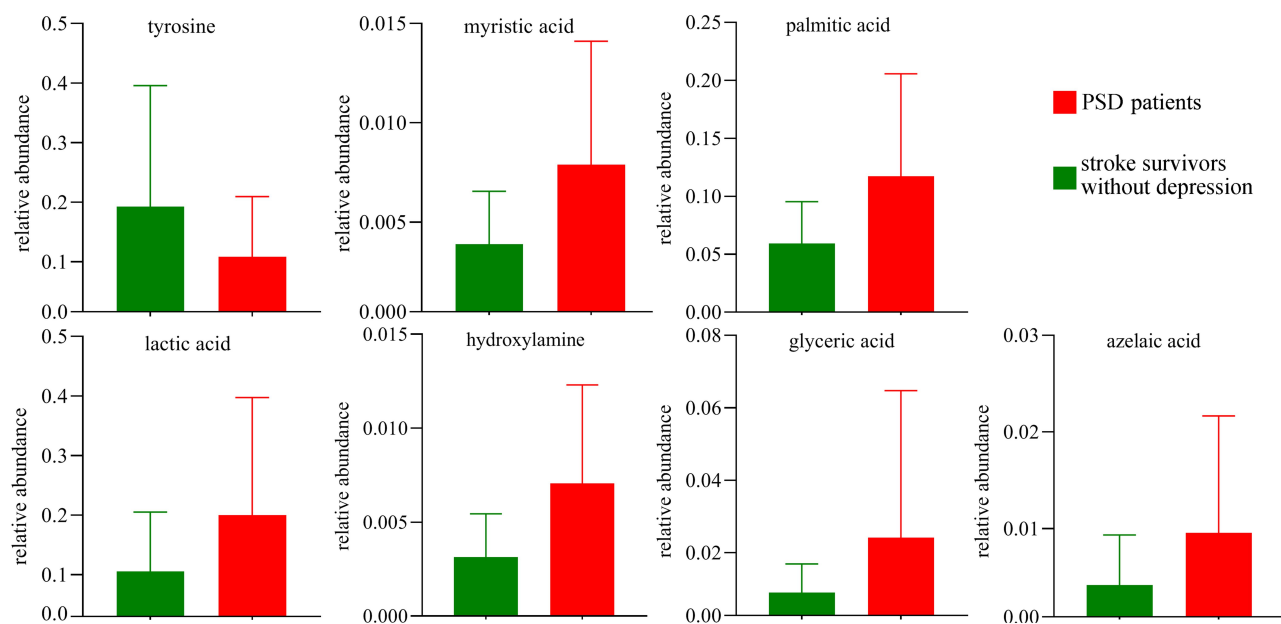 tyrosine
0.5
0.4
0.3
0.2
0.1
0.0
relative abundance
myristic acid
0.015
0.010
0.005
0.000
relative abundance
palmitic acid
0.25
0.20
0.15
0.10
0.05
0.00
relative abundance
PSD patients
stroke survivors
without depression
lactic acid
0.5
0.4
0.3
0.2
0.1
0.0
relative abundance
hydroxylamine
0.015
0.010
0.005
0.000
relative abundance
glyceric acid
0.08
0.06
0.04
0.02
0.00
relative abundance
azelaic acid
0.03
0.02
0.01
0.00
relative abundance